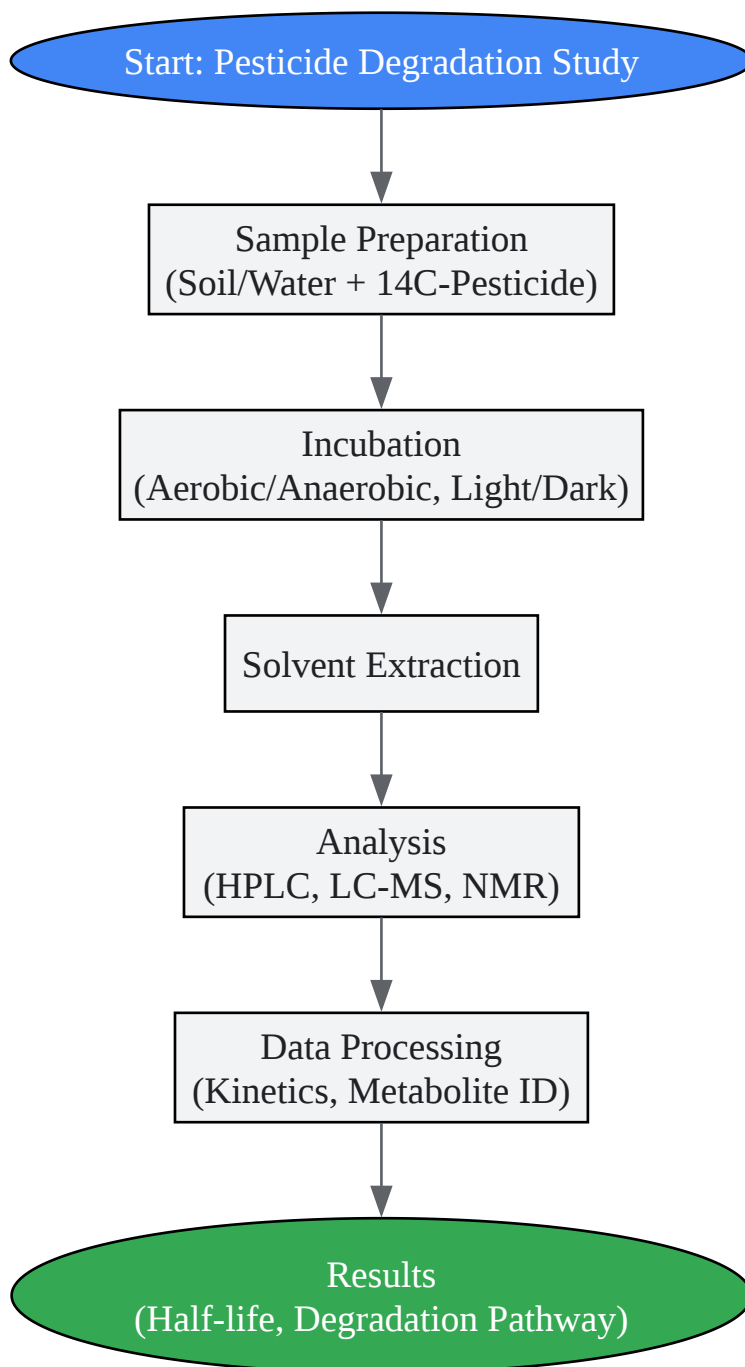 Start: Pesticide Degradation Study
Sample Preparation
(Soil/Water + 14C-Pesticide)
Incubation
(Aerobic/Anaerobic, Light/Dark)
Solvent Extraction
Analysis
(HPLC, LC-MS, NMR)
Data Processing
(Kinetics, Metabolite ID)
Results
(Half-life, Degradation Pathway)